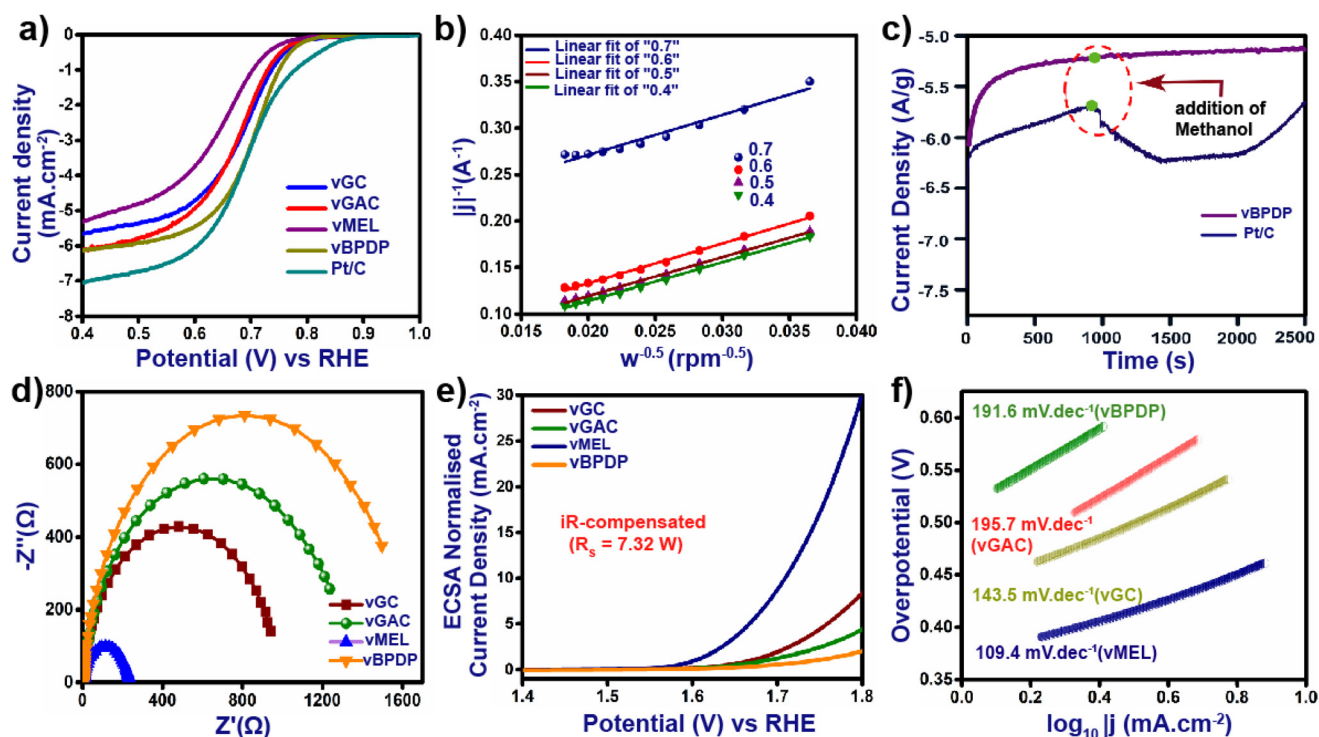 a)
Current density
(mA.cm-2)
0
-1
-2
-3
-4
-5
-6
-7
-8
vGC
vGAC
vMEL
vBPDP
Pt/C
0.4 0.5 0.6 0.7 0.8 0.9 1.0
Potential (V) vs RHE
b)
|j|-1(A-1)
0.40
0.35
0.30
0.25
0.20
0.15
0.10
Linear fit of "0.7"
Linear fit of "0.6"
Linear fit of "0.5"
Linear fit of "0.4"
0.7
0.6
0.5
0.4
0.015 0.020 0.025 0.030 0.035 0.040
w-0.5 (rpm-0.5)
c)
Current Density (A/g)
-5.0
-5.5
-6.0
-6.5
-7.0
-7.5
addition of
Methanol
vBPDP
Pt/C
0 500 1000 1500 2000 2500
Time (s)
d)
-Z''(Ω)
800
600
400
200
0
vGC
vGAC
vMEL
vBPDP
0 400 800 1200 1600
Z'(Ω)
e)
ECSA Normalised
Current Density (mA.cm-2)
30
25
20
15
10
5
0
vGC
vGAC
vMEL
vBPDP
iR-compensated
(Rs = 7.32 W)
1.4 1.5 1.6 1.7 1.8
Potential (V) vs RHE
f)
Overpotential (V)
0.60
0.55
0.50
0.45
0.40
0.35
191.6 mV.dec-1(vBPDP)
195.7 mV.dec-1
(vGAC)
143.5 mV.dec-1(vGC)
109.4 mV.dec-1(vMEL)
0.0 0.2 0.4 0.6 0.8 1.0
log10 |j (mA.cm-2)